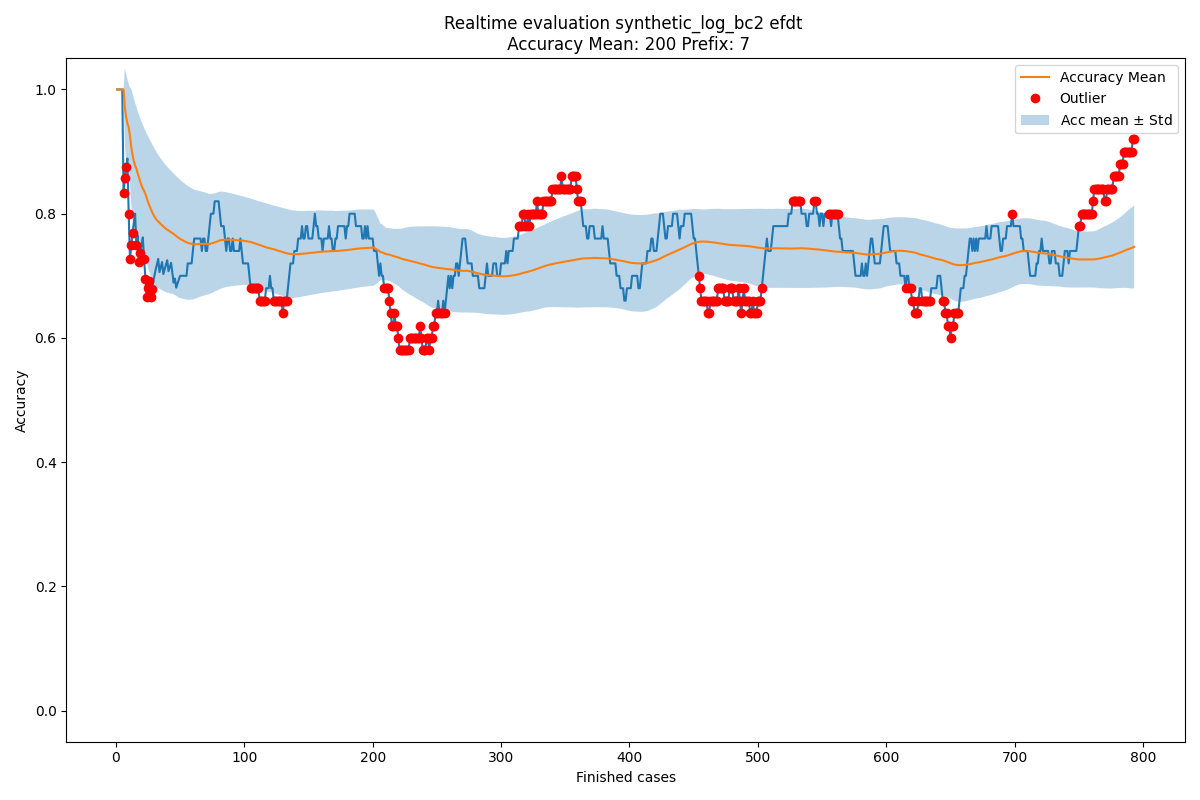 Realtime evaluation synthetic_log_bc2 efdt
Accuracy Mean: 200 Prefix: 7
Accuracy Mean
Outlier
Acc mean ± Std
1.0
0.8
0.6
0.4
0.2
0.0
Accuracy
0 100 200 300 400 500 600 700 800
Finished cases